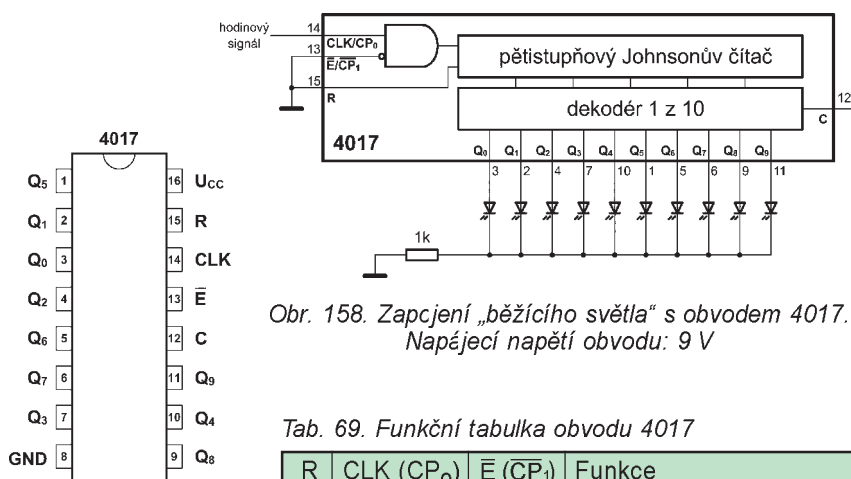 hodinový
signál
14
CLK/CP₀
13
E̅/C̅P̅₁
15
R
pětistupňový Johnsonův čítač
dekodér 1 z 10
12
C
4017
Q₀ Q₁ Q₂ Q₃ Q₄ Q₅ Q₆ Q₇ Q₈ Q₉
3 2 4 7 10 1 5 6 9 11
1k
4017
Q₅ 1 16 U_CC
Q₁ 2 15 R
Q₀ 3 14 CLK
Q₂ 4 13 E̅
Q₆ 5 12 C
Q₇ 6 11 Q₉
Q₃ 7 10 Q₄
GND 8 9 Q₈
Obr. 158. Zapojení „běžícího světla“ s obvodem 4017.
Napájecí napětí obvodu: 9 V
Tab. 69. Funkční tabulka obvodu 4017
R CLK (CP₀) E̅ (C̅P̅₁) Funkce